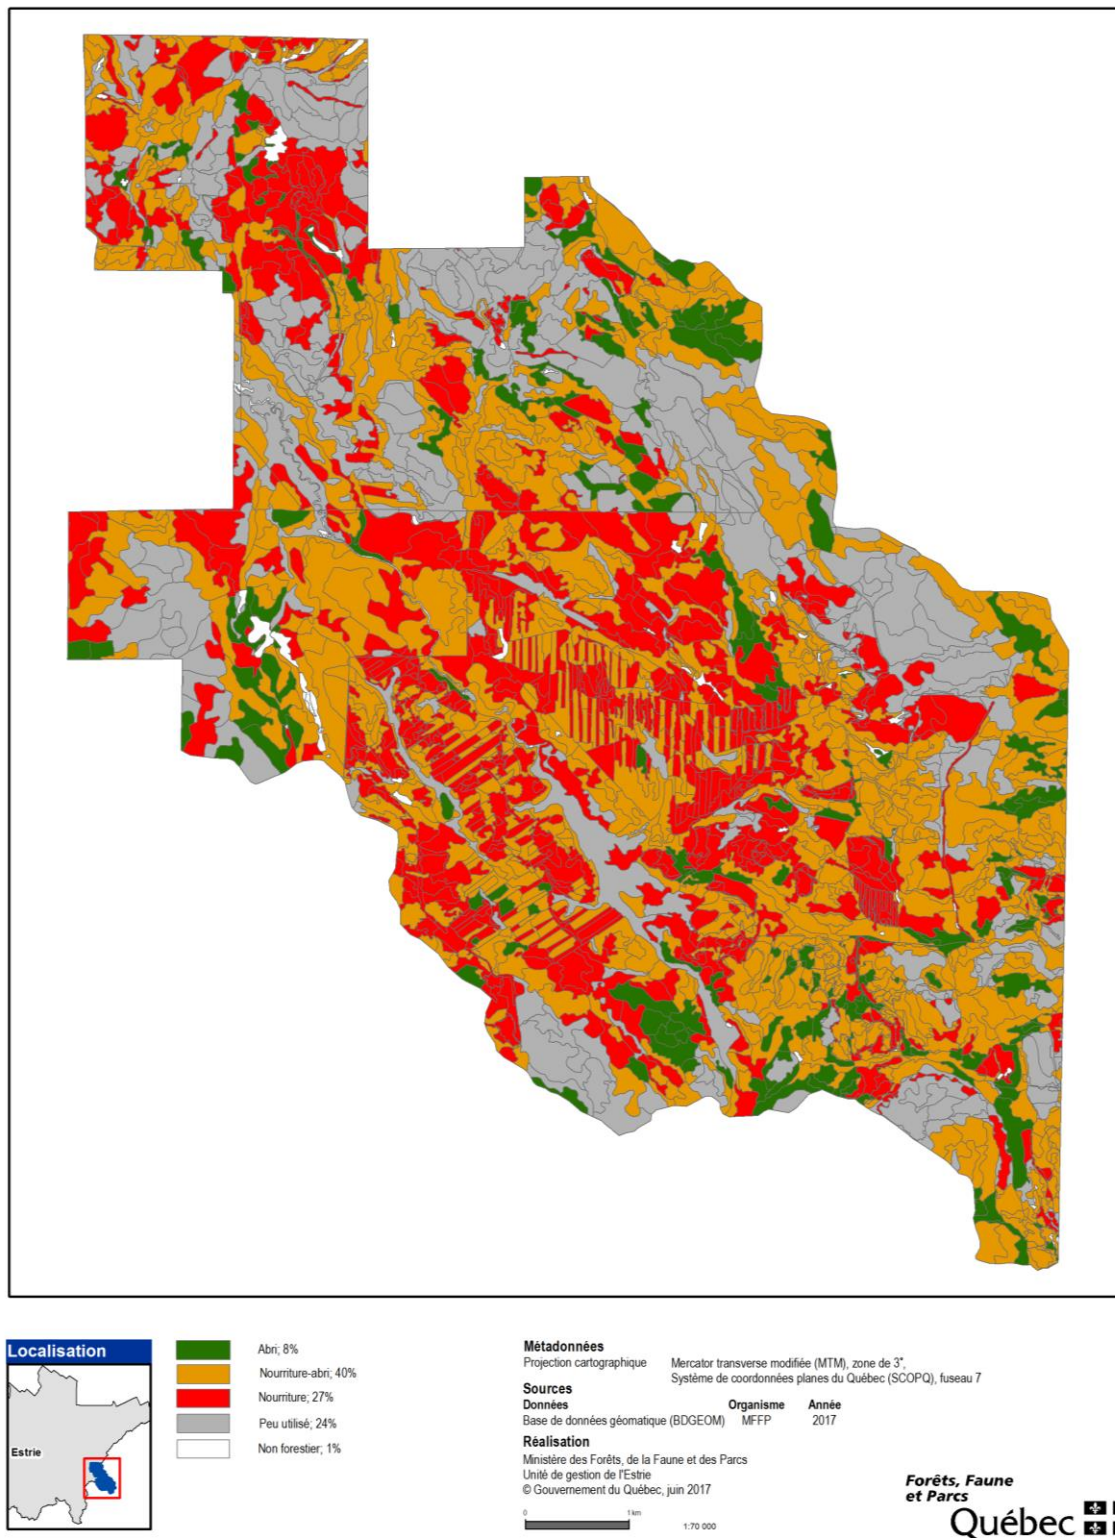 Localisation
Estrie
Abri; 8%
Nourriture-abri; 40%
Nourriture; 27%
Peu utilisé; 24%
Non forestier; 1%
Métadonnées
Projection cartographique Mercator transverse modifiée (MTM), zone de 3°,
Système de coordonnées planes du Québec (SCOPQ), fuseau 7
Sources
Données Organisme Année
Base de données géomatique (BDGEOM) MFFP 2017
Réalisation
Ministère des Forêts, de la Faune et des Parcs
Unité de gestion de l'Estrie
© Gouvernement du Québec, juin 2017
0 1 km 1:70 000
Forêts, Faune
et Parcs
Québec